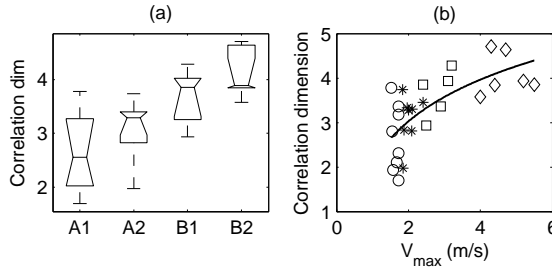 (a)
Correlation dim
4
3
2
A1 A2 B1 B2
(b)
Correlation dimension
5
4
3
2
1
0 2 4 6
V_max (m/s)